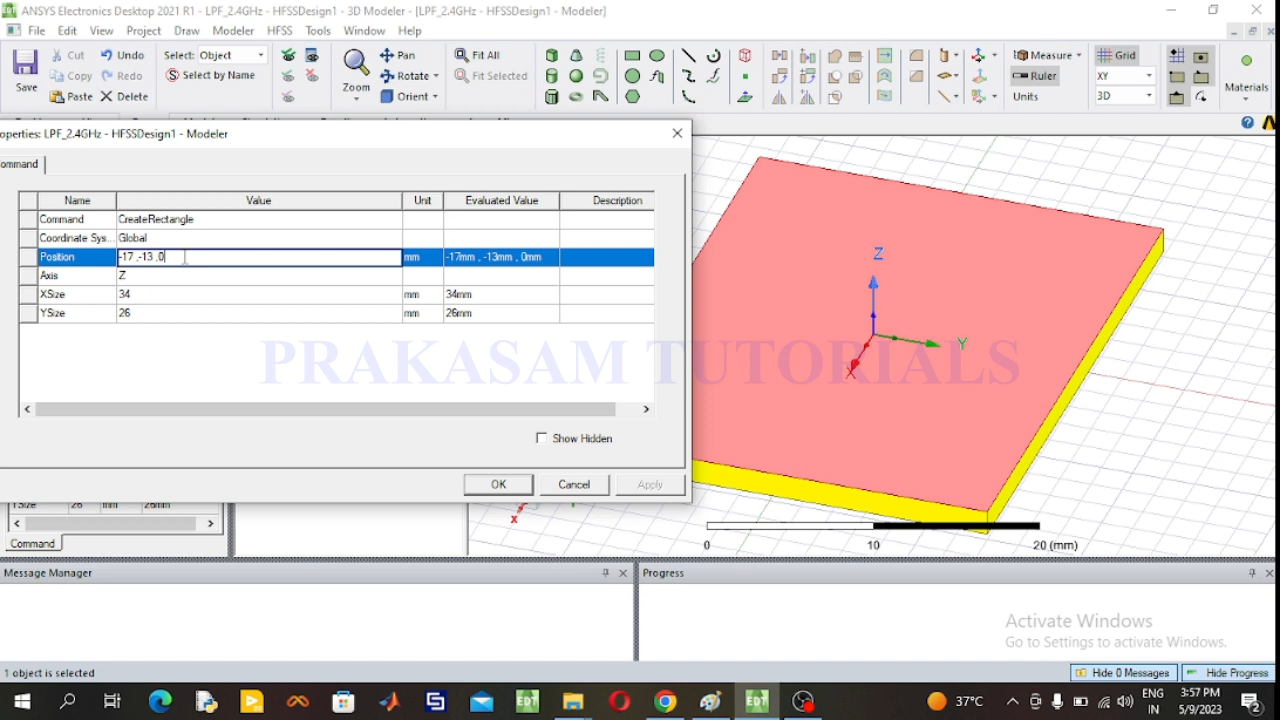 ANSYS Electronics Desktop 2021 R1 - LPF_2.4GHz - HFSSDesign1 - 3D Modeler - [LPF_2.4GHz - HFSSDesign1 - Modeler]
File Edit View Project Draw Modeler HFSS Tools Window Help
Save
Cut Undo
Copy Redo
Paste Delete
Select: Object
Select by Name
Zoom
Pan
Rotate
Orient
Fit All
Fit Selected
Measure
Ruler
Units
Grid
XY
3D
Materials
operties: LPF_2.4GHz - HFSSDesign1 - Modeler
ommand
Name Value Unit Evaluated Value Description
Command CreateRectangle
Coordinate Sys... Global
Position -17 ,-13 ,0 mm -17mm , -13mm , 0mm
Axis Z
XSize 34 mm 34mm
YSize 26 mm 26mm
Show Hidden
OK Cancel Apply
PRAKASAM TUTORIALS
Z
Y
X
YSize 26 mm 26mm
Command
X
0 10 20 (mm)
Message Manager
Progress
Activate Windows
Go to Settings to activate Windows.
1 object is selected
Hide 0 Messages Hide Progress
37°C
ENG
IN
3:57 PM
5/9/2023
2